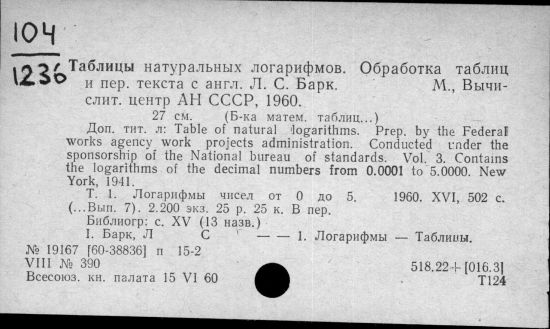 104
1236
Таблицы натуральных логарифмов. Обработка таблиц
и пер. текста с англ. Л. С. Барк. М., Вычи-
слит. центр АН СССР, 1960.
27 см. (Б-ка матем. таблиц...)
Доп. тит. л: Table of natural logarithms. Prep. by the Federal
works agency work projects administration. Conducted under the
sponsorship of the National bureau of standards. Vol. 3. Contains
the logarithms of the decimal numbers from 0.0001 to 5.0000. New
York, 1941.
Т. 1. Логарифмы чисел от 0 до 5. 1960. XVI, 502 с.
(...Вып. 7). 2.200 экз. 25 р. 25 к. В пер.
Библиогр: с. XV (13 назв.)
I. Барк, Л С — — 1. Логарифмы — Таблицы.
№ 19167 [60-38836] п 15-2
VIII № 390 518.22+[016.3]
Всесоюз. кн. палата 15 VI 60 Т124